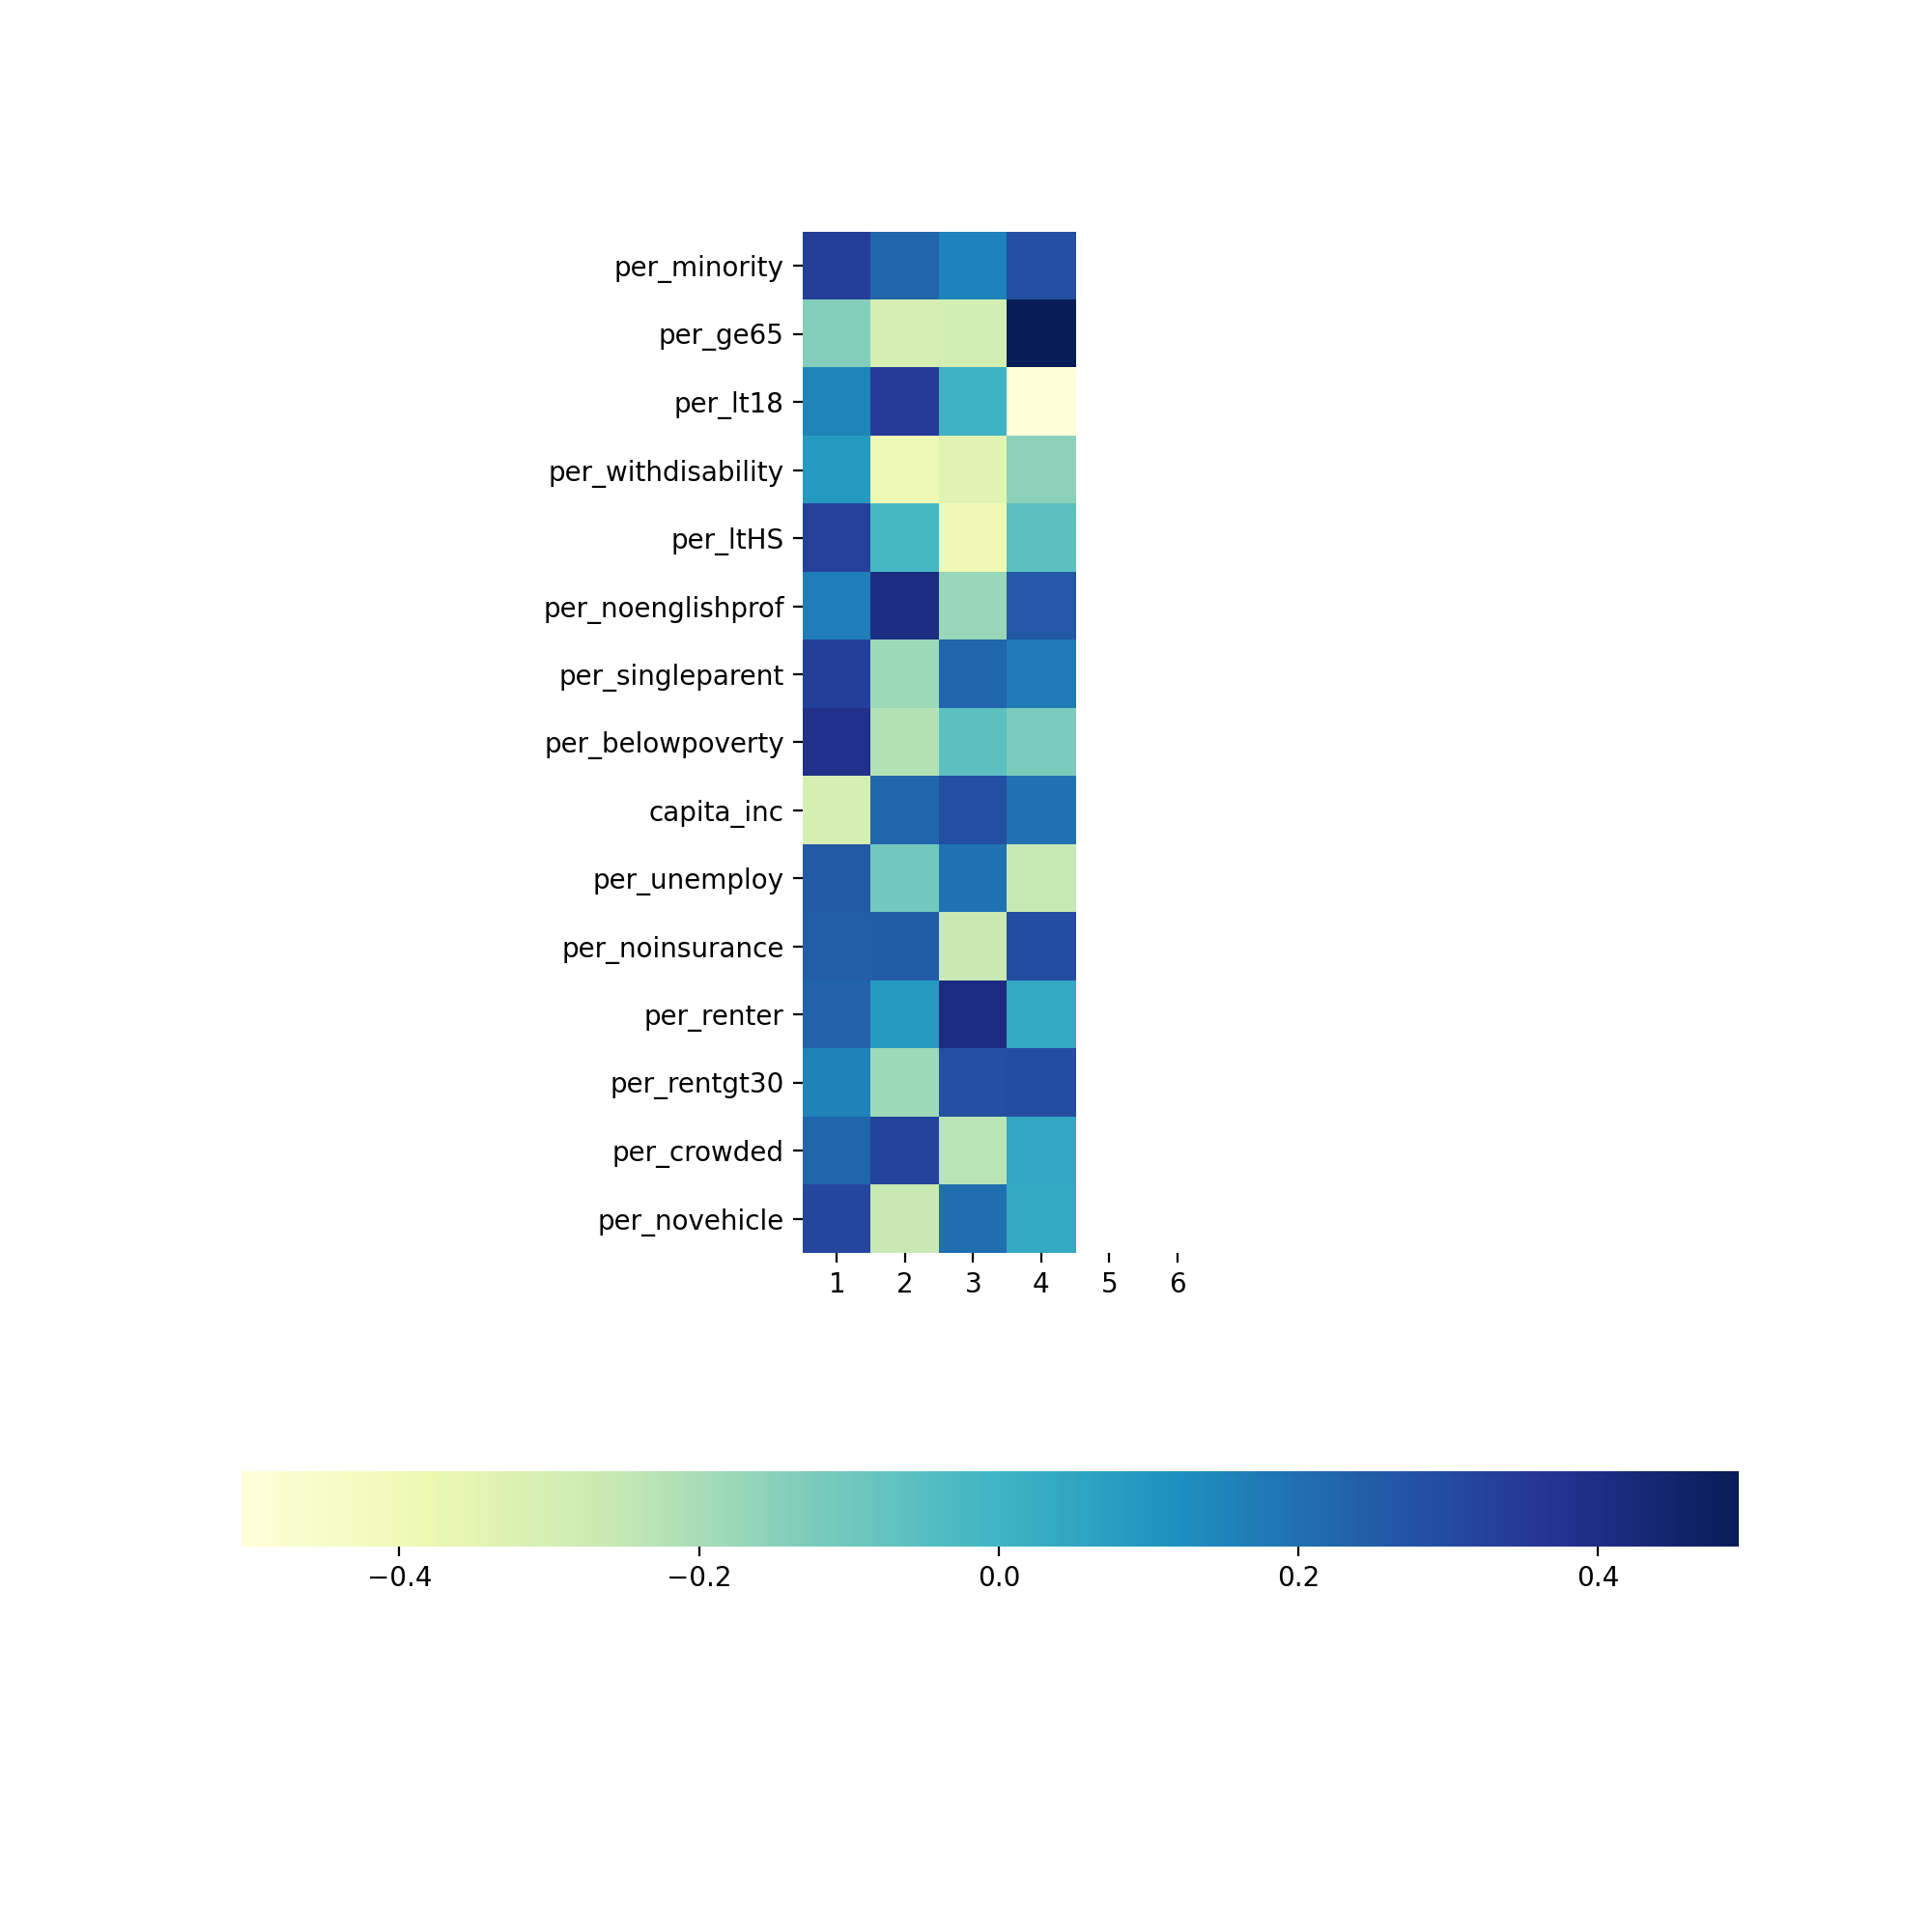 per_minority
per_ge65
per_lt18
per_withdisability
per_ltHS
per_noenglishprof
per_singleparent
per_belowpoverty
capita_inc
per_unemploy
per_noinsurance
per_renter
per_rentgt30
per_crowded
per_novehicle
1 2 3 4 5 6
−0.4 −0.2 0.0 0.2 0.4